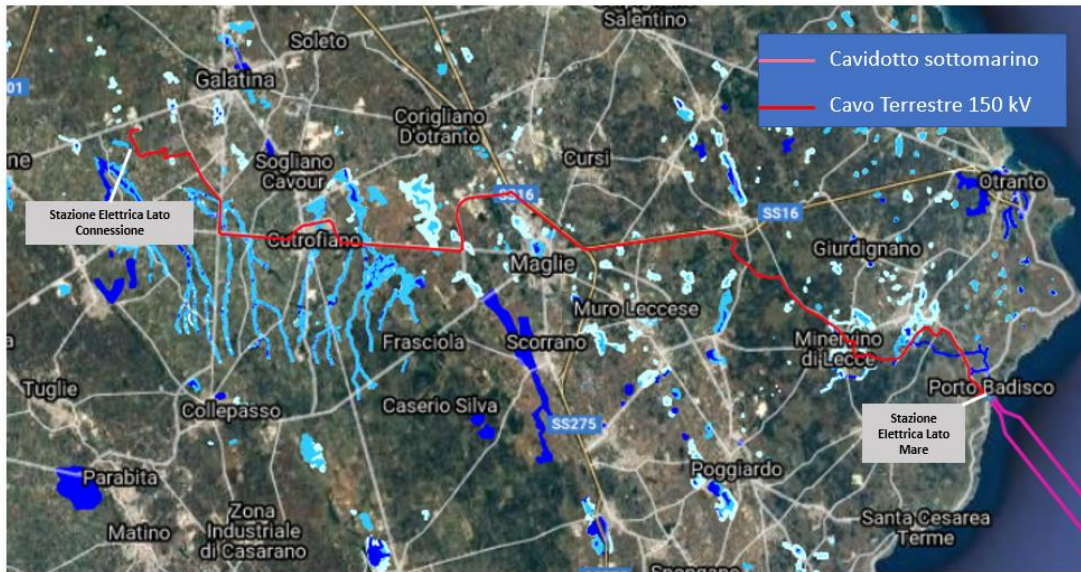 Salentino
Soleto
Cavidotto sottomarino
Galatina
01
Cavo Terrestre 150 kV
Corigliano
D'otranto
Cursi
ne
Sogliano
Cavour
Otranto
SS16
Stazione Elettrica Lato
Connessione
SS16
Cutrofiano
Giurdignano
Maglie
Muro Leccese
Frasciola
Scorrano
Minervino
di Lecce
Tuglie
Porto Badisco
Collepasso
Caserio Silva
Stazione
Elettrica Lato
Mare
SS275
Parabita
Poggiardo
Zona
Industriale
di Casarano
Matino
Santa Cesarea
Terme